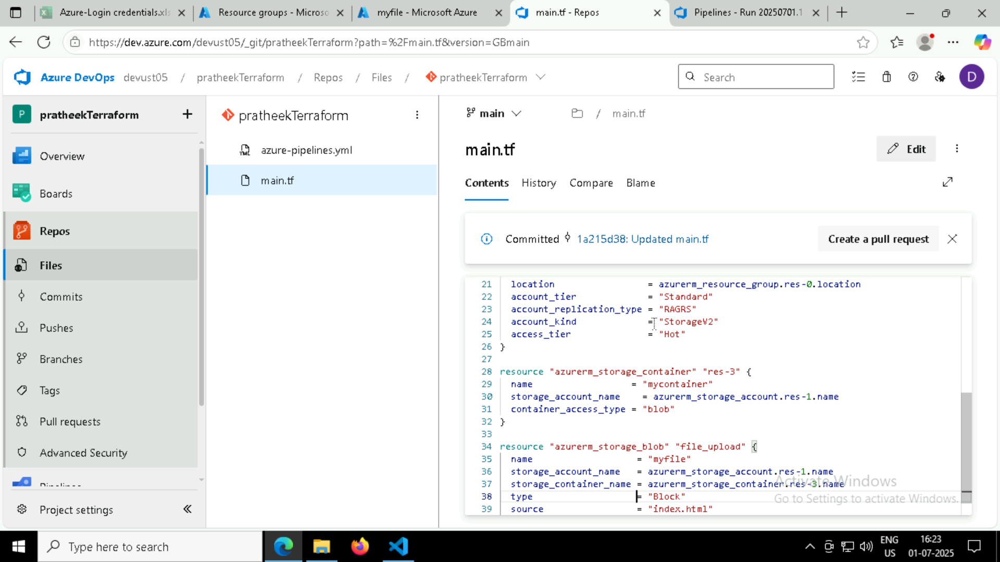 Azure-Login credentials.xls
Resource groups - Microso
myfile - Microsoft Azure
main.tf - Repos
Pipelines - Run 20250701.1
https://dev.azure.com/devust05/_git/pratheekTerraform?path=%2Fmain.tf&version=GBmain
Azure DevOps devust05 / pratheekTerraform / Repos / Files / pratheekTerraform
Search
D
P pratheekTerraform
Overview
Boards
Repos
Files
Commits
Pushes
Branches
Tags
Pull requests
Advanced Security
Pipelines
Project settings
pratheekTerraform
YML azure-pipelines.yml
main.tf
main / main.tf
main.tf
Edit
Contents History Compare Blame
Committed 1a215d38: Updated main.tf
Create a pull request
21 location = azurerm_resource_group.res-0.location
22 account_tier = "Standard"
23 account_replication_type = "RAGRS"
24 account_kind = "StorageV2"
25 access_tier = "Hot"
26 }
27
28 resource "azurerm_storage_container" "res-3" {
29 name = "mycontainer"
30 storage_account_name = azurerm_storage_account.res-1.name
31 container_access_type = "blob"
32 }
33
34 resource "azurerm_storage_blob" "file_upload" {
35 name = "myfile"
36 storage_account_name = azurerm_storage_account.res-1.name
37 storage_container_name = azurerm_storage_container.res-3.name
38 type = "Block"
39 source = "index.html"
Activate Windows
Go to Settings to activate Windows.
Type here to search
ENG
US
16:23
01-07-2025